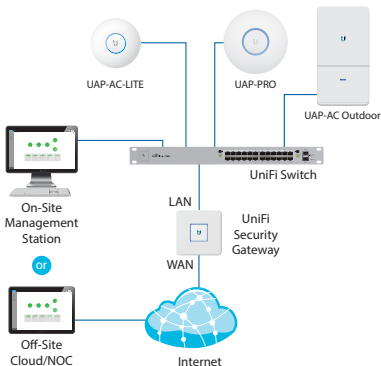 UAP-AC-LITE
UAP-PRO
UAP-AC Outdoor
UniFi Switch
On-Site
Management
Station
LAN
UniFi
Security
Gateway
WAN
or
Off-Site
Cloud/NOC
Internet